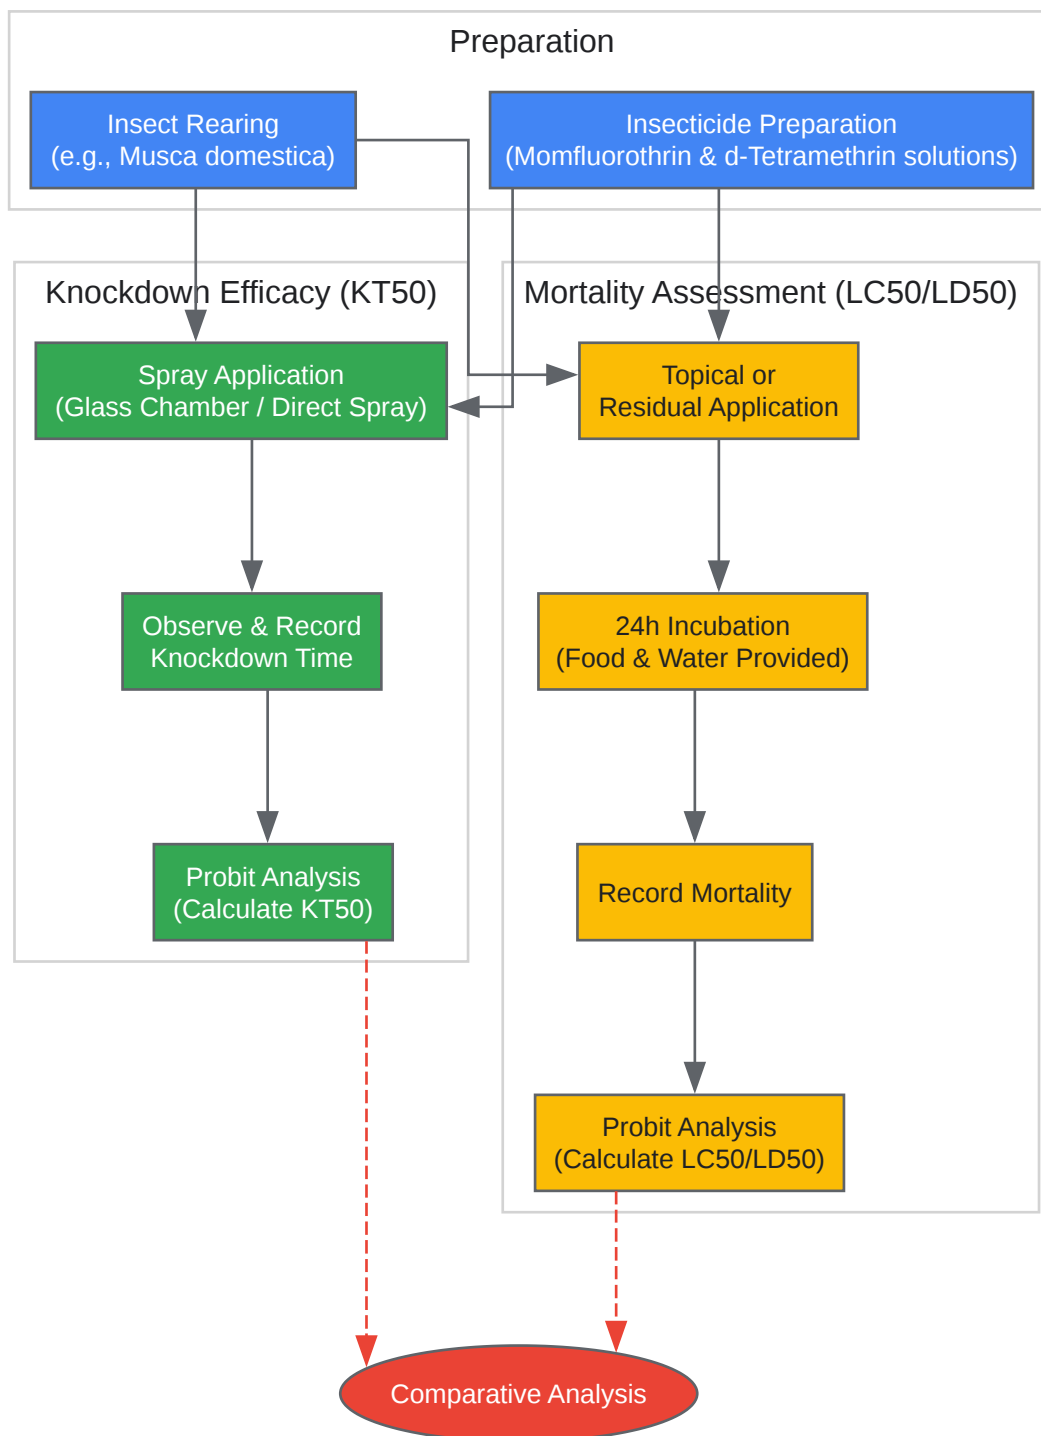 Preparation
Insect Rearing
(e.g., Musca domestica)
Insecticide Preparation
(Momfluorothrin & d-Tetramethrin solutions)
Knockdown Efficacy (KT50)
Spray Application
(Glass Chamber / Direct Spray)
Observe & Record
Knockdown Time
Probit Analysis
(Calculate KT50)
Mortality Assessment (LC50/LD50)
Topical or
Residual Application
24h Incubation
(Food & Water Provided)
Record Mortality
Probit Analysis
(Calculate LC50/LD50)
Comparative Analysis